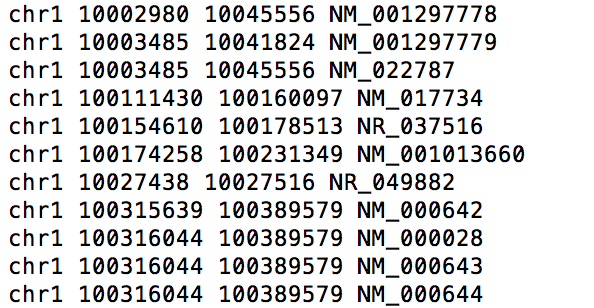 chr1 10002980 10045556 NM_001297778
chr1 10003485 10041824 NM_001297779
chr1 10003485 10045556 NM_022787
chr1 100111430 100160097 NM_017734
chr1 100154610 100178513 NR_037516
chr1 100174258 100231349 NM_001013660
chr1 10027438 10027516 NR_049882
chr1 100315639 100389579 NM_000642
chr1 100316044 100389579 NM_000028
chr1 100316044 100389579 NM_000643
chr1 100316044 100389579 NM_000644